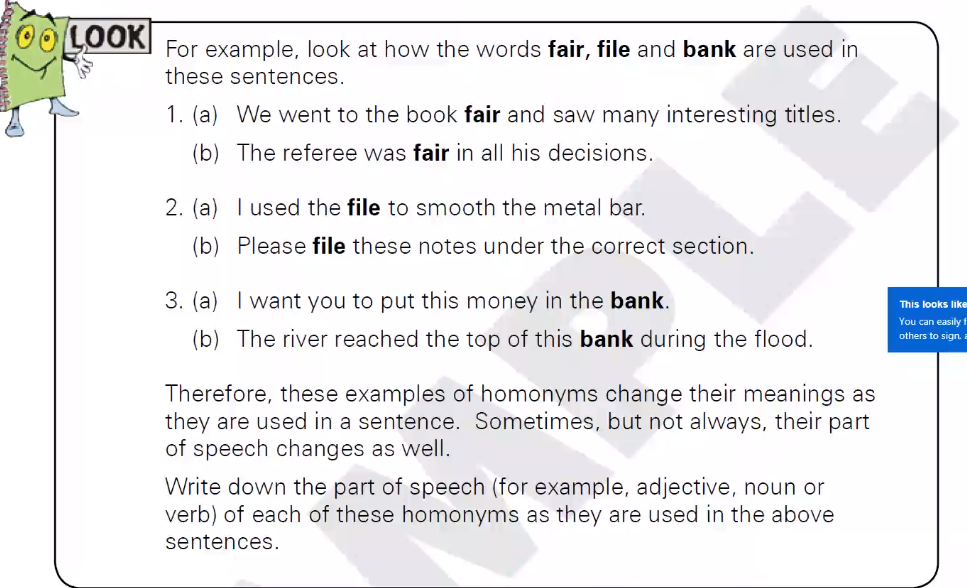 LOOK
For example, look at how the words fair, file and bank are used in
these sentences.
1. (a) We went to the book fair and saw many interesting titles.
(b) The referee was fair in all his decisions.
2. (a) I used the file to smooth the metal bar.
(b) Please file these notes under the correct section.
3. (a) I want you to put this money in the bank.
(b) The river reached the top of this bank during the flood.
This looks like
You can easily f
others to sign, a
Therefore, these examples of homonyms change their meanings as
they are used in a sentence. Sometimes, but not always, their part
of speech changes as well.
Write down the part of speech (for example, adjective, noun or
verb) of each of these homonyms as they are used in the above
sentences.